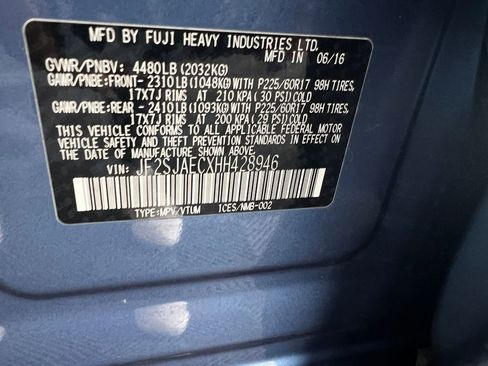 MFD BY FUJI HEAVY INDUSTRIES LTD.
MFD IN 06/16
GVWR/PNBV: 4480LB(2032KG)
GAWR/PNBE:FRONT-2310LB(1048KG)WITH P225/60R17 98H TIRES,
17X7J RIMS AT 210 KPA(30 PSI)COLD
GAWR/PNBE:REAR -2410LB(1093KG)WITH P225/60R17 98H TIRES,
17X7J RIMS AT 200 KPA(29 PSI)COLD
THIS VEHICLE CONFORMS TO ALL APPLICABLE FEDERAL MOTOR
VEHICLE SAFETY AND THEFT PREVENTION STANDARDS IN EFFECT ON
THE DATE OF MANUFACTURE SHOWN ABOVE.
VIN: JF2SJAECXHH428946
TYPE:MPV/VTUM ICES/NMB-002